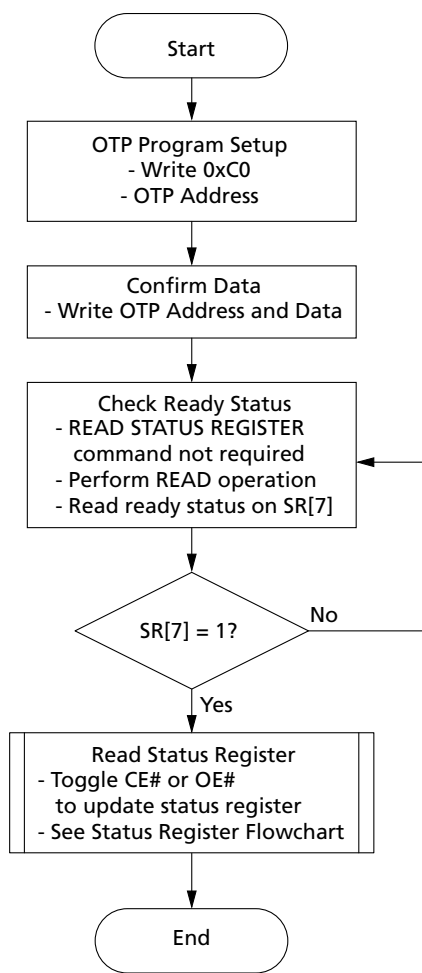 Start
OTP Program Setup
- Write 0xC0
- OTP Address
Confirm Data
- Write OTP Address and Data
Check Ready Status
- READ STATUS REGISTER
command not required
- Perform READ operation
- Read ready status on SR[7]
SR[7] = 1?
No
Yes
Read Status Register
- Toggle CE# or OE#
to update status register
- See Status Register Flowchart
End